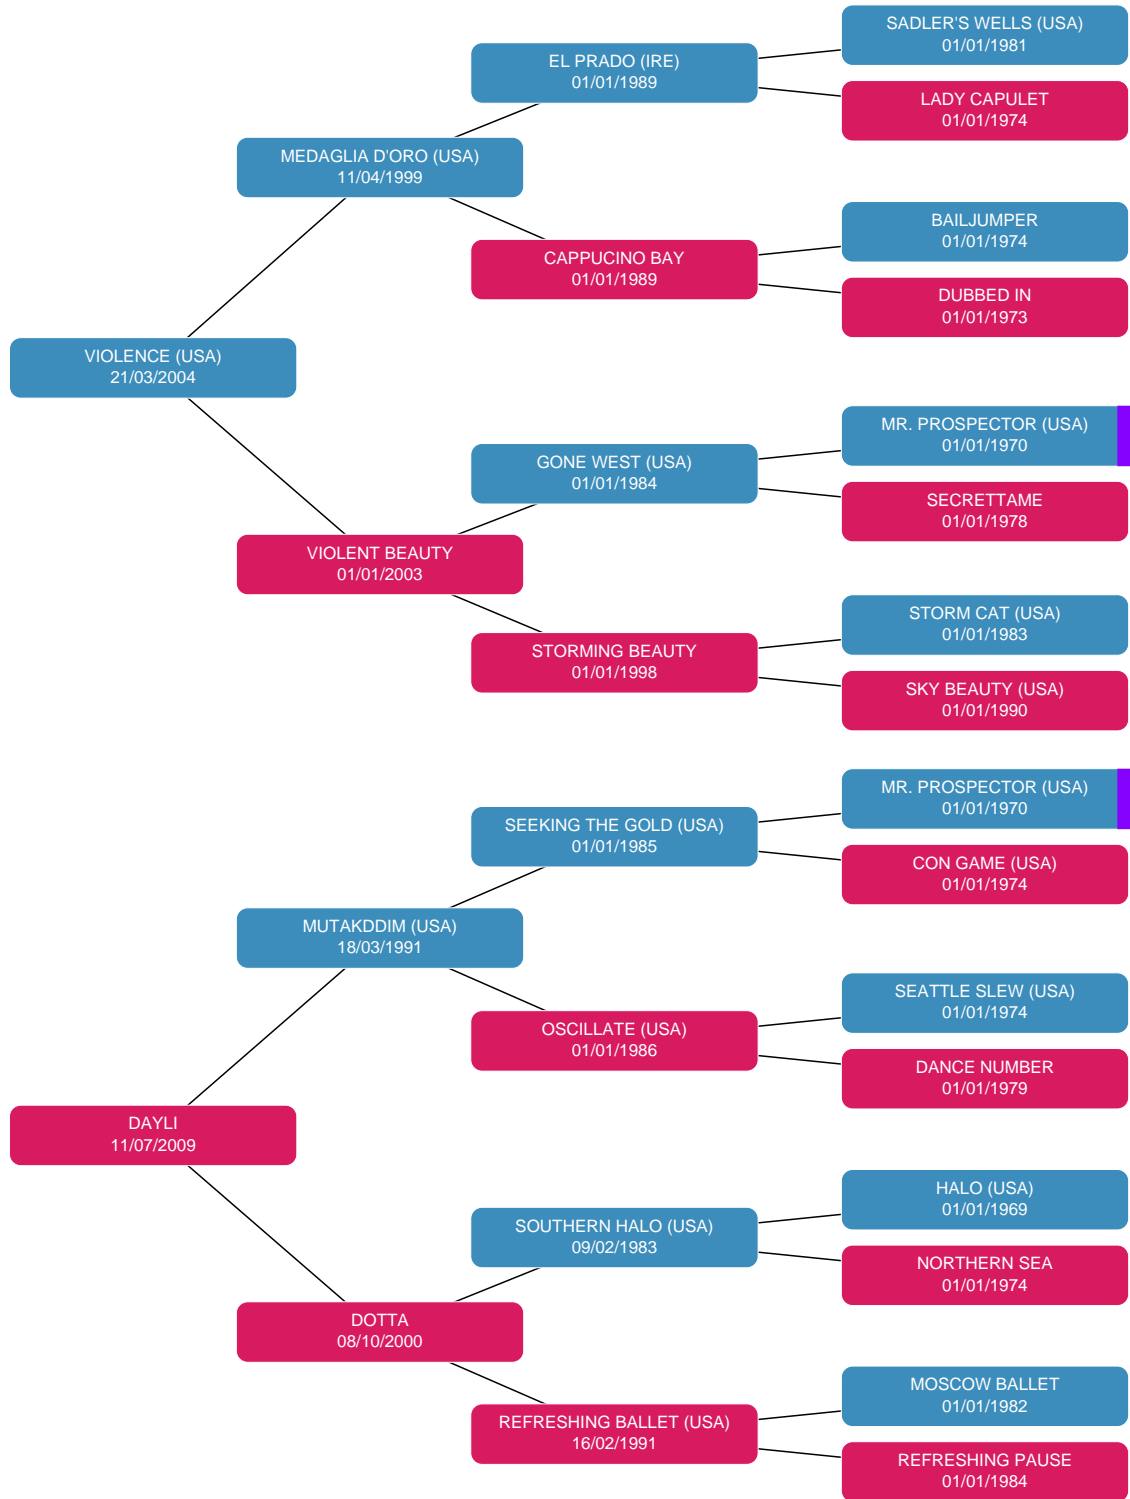 SADLER'S WELLS (USA)
01/01/1981
EL PRADO (IRE)
01/01/1989
LADY CAPULET
01/01/1974
MEDAGLIA D'ORO (USA)
11/04/1999
BAILJUMPER
01/01/1974
CAPPUCINO BAY
01/01/1989
DUBBED IN
01/01/1973
VIOLENCE (USA)
21/03/2004
MR. PROSPECTOR (USA)
01/01/1970
GONE WEST (USA)
01/01/1984
SECRETTAME
01/01/1978
VIOLENT BEAUTY
01/01/2003
STORM CAT (USA)
01/01/1983
STORMING BEAUTY
01/01/1998
SKY BEAUTY (USA)
01/01/1990
MR. PROSPECTOR (USA)
01/01/1970
SEEKING THE GOLD (USA)
01/01/1985
CON GAME (USA)
01/01/1974
MUTAKDDIM (USA)
18/03/1991
SEATTLE SLEW (USA)
01/01/1974
OSCILLATE (USA)
01/01/1986
DANCE NUMBER
01/01/1979
DAYLI
11/07/2009
HALO (USA)
01/01/1969
SOUTHERN HALO (USA)
09/02/1983
NORTHERN SEA
01/01/1974
DOTTA
08/10/2000
MOSCOW BALLET
01/01/1982
REFRESHING BALLET (USA)
16/02/1991
REFRESHING PAUSE
01/01/1984